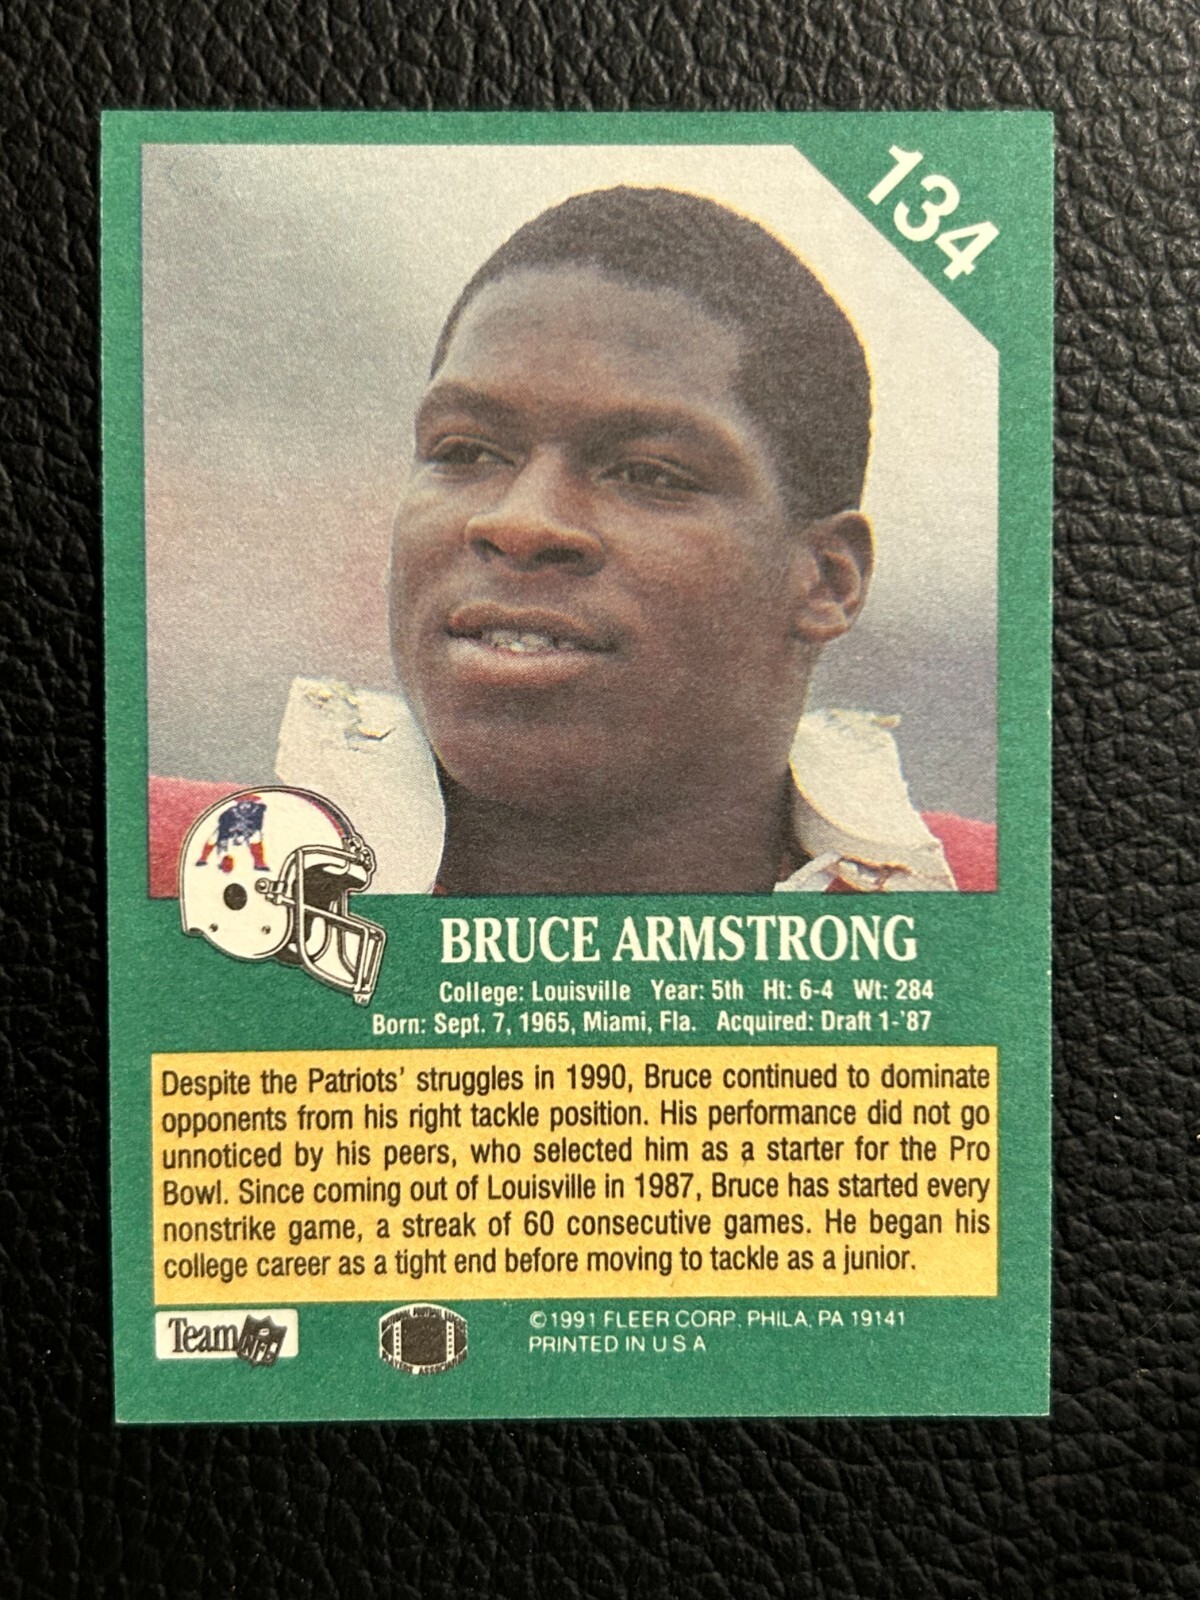 134
BRUCE ARMSTRONG
College: Louisville Year: 5th Ht: 6-4 Wt: 284
Born: Sept. 7, 1965, Miami, Fla. Acquired: Draft 1-'87
Despite the Patriots' struggles in 1990, Bruce continued to dominate
opponents from his right tackle position. His performance did not go
unnoticed by his peers, who selected him as a starter for the Pro
Bowl. Since coming out of Louisville in 1987, Bruce has started every
nonstrike game, a streak of 60 consecutive games. He began his
college career as a tight end before moving to tackle as a junior.
Team NFL
©1991 FLEER CORP. PHILA, PA 19141
PRINTED IN U S A